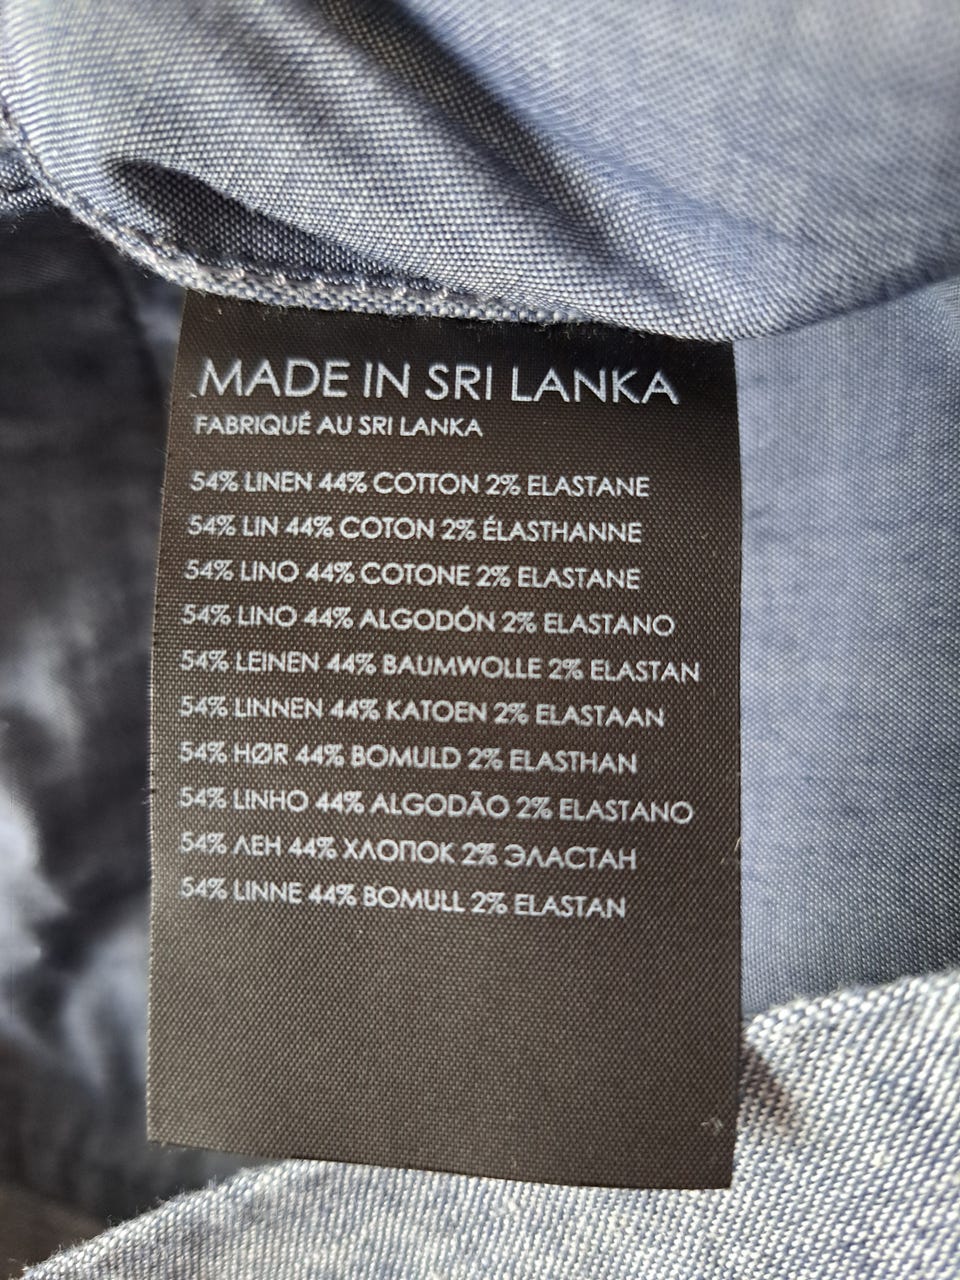 MADE IN SRI LANKA
FABRIQUÉ AU SRI LANKA
54% LINEN 44% COTTON 2% ELASTANE
54% LIN 44% COTON 2% ÉLASTHANNE
54% LINO 44% COTONE 2% ELASTANE
54% LINO 44% ALGODÓN 2% ELASTANO
54% LEINEN 44% BAUMWOLLE 2% ELASTAN
54% LINNEN 44% KATOEN 2% ELASTAAN
54% HØR 44% BOMULD 2% ELASTHAN
54% LINHO 44% ALGODÃO 2% ELASTANO
54% ЛЕН 44% ХЛОПОК 2% ЭЛАСТАН
54% LINNE 44% BOMULL 2% ELASTAN